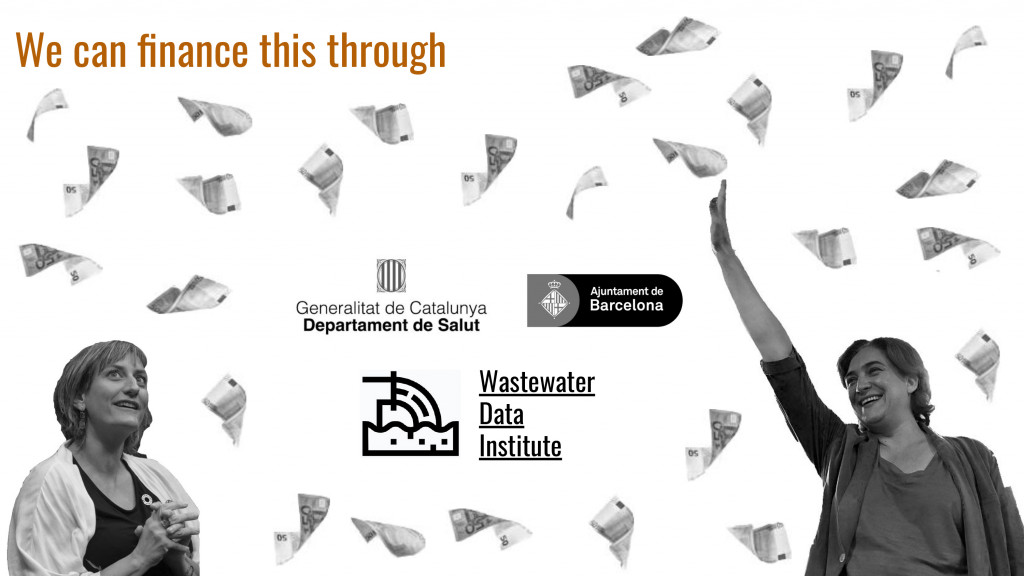 We can finance this through
Generalitat de Catalunya
Departament de Salut
Ajuntament de
Barcelona
Wastewater
Data
Institute